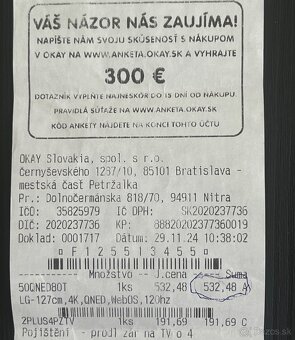 VÁŠ NÁZOR NÁS ZAUJÍMA!
NAPÍŠTE NÁM SVOJU SKÚSENOSŤ S NÁKUPOM
V OKAY NA WWW.ANKETA.OKAY.SK A VYHRAJTE
300 €
DOTAZNÍK VYPLŇTE NAJNESKÔR DO 15 DNÍ OD NÁKUPU.
PRAVIDLÁ SÚŤAŽE NA WWW.ANKETA.OKAY.SK
KÓD ANKETY NÁJDETE NA KONCI TOHTO ÚČTU
OKAY Slovakia, spol. s r.o.
Černyševského 1287/10, 85101 Bratislava -
mestská časť Petržalka
Pr.: Dolnočermánska 818/70, 94911 Nitra
IČO: 35825979 IČ DPH: SK2020237736
DIČ: 2020237736 KP: 88820202377360019
Doklad: 0001717 Dátum: 29.11.24 10:38:02
F1255113455
Množstvo J.cena Suma
50QNED80T 1ks 532,48 532,48 A
LG-127cm,4K,QNED,WebOS,120hz
2PLUS4PZTV 1ks 191,69 191,69 C
Pojištění - prodl zár na TV o 4